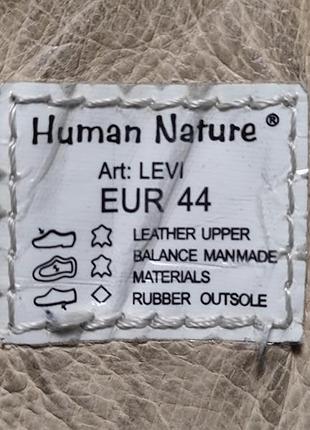 Human Nature®
Art: LEVI
EUR 44
LEATHER UPPER
BALANCE MANMADE
MATERIALS
RUBBER OUTSOLE